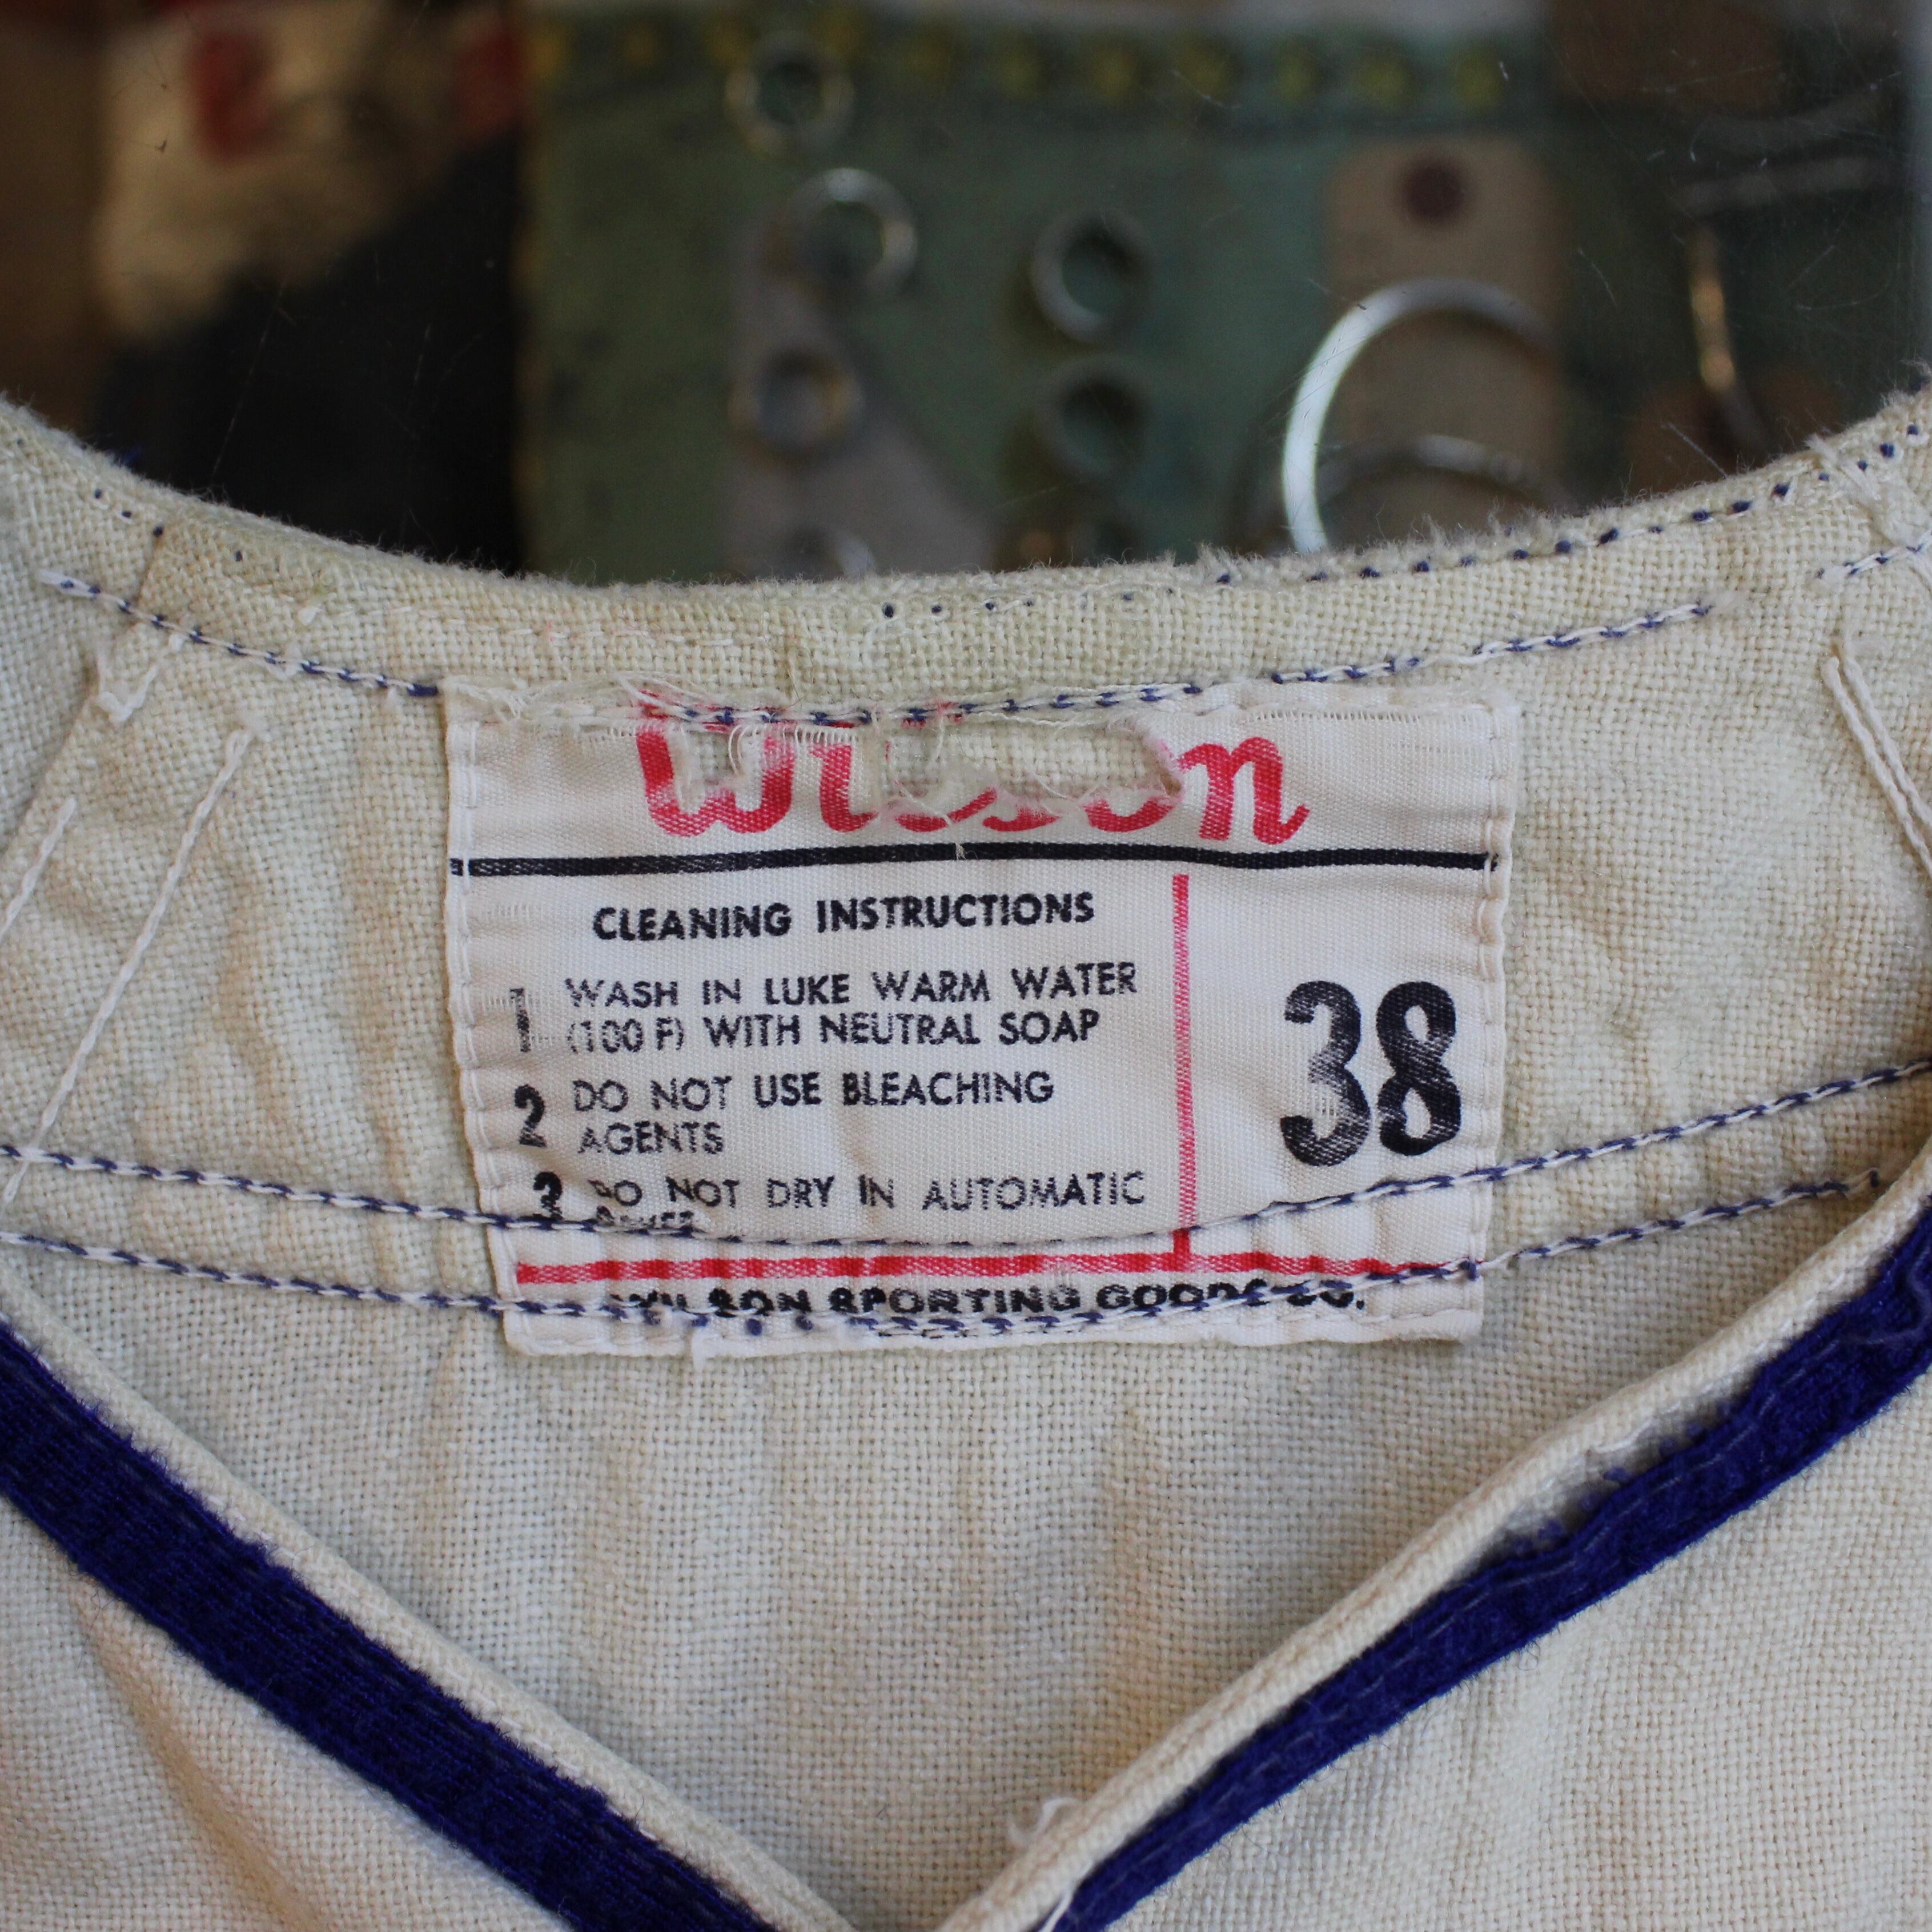 Wilson
CLEANING INSTRUCTIONS
1 WASH IN LUKE WARM WATER
(100 F) WITH NEUTRAL SOAP
2 DO NOT USE BLEACHING
AGENTS
3 DO NOT DRY IN AUTOMATIC
38
WILSON SPORTING GOODS CO.